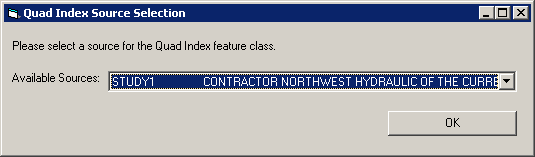 Quad Index Source Selection
Please select a source for the Quad Index feature class.
Available Sources: STUDY1 CONTRACTOR NORTHWEST HYDRAULIC OF THE CURRE
OK